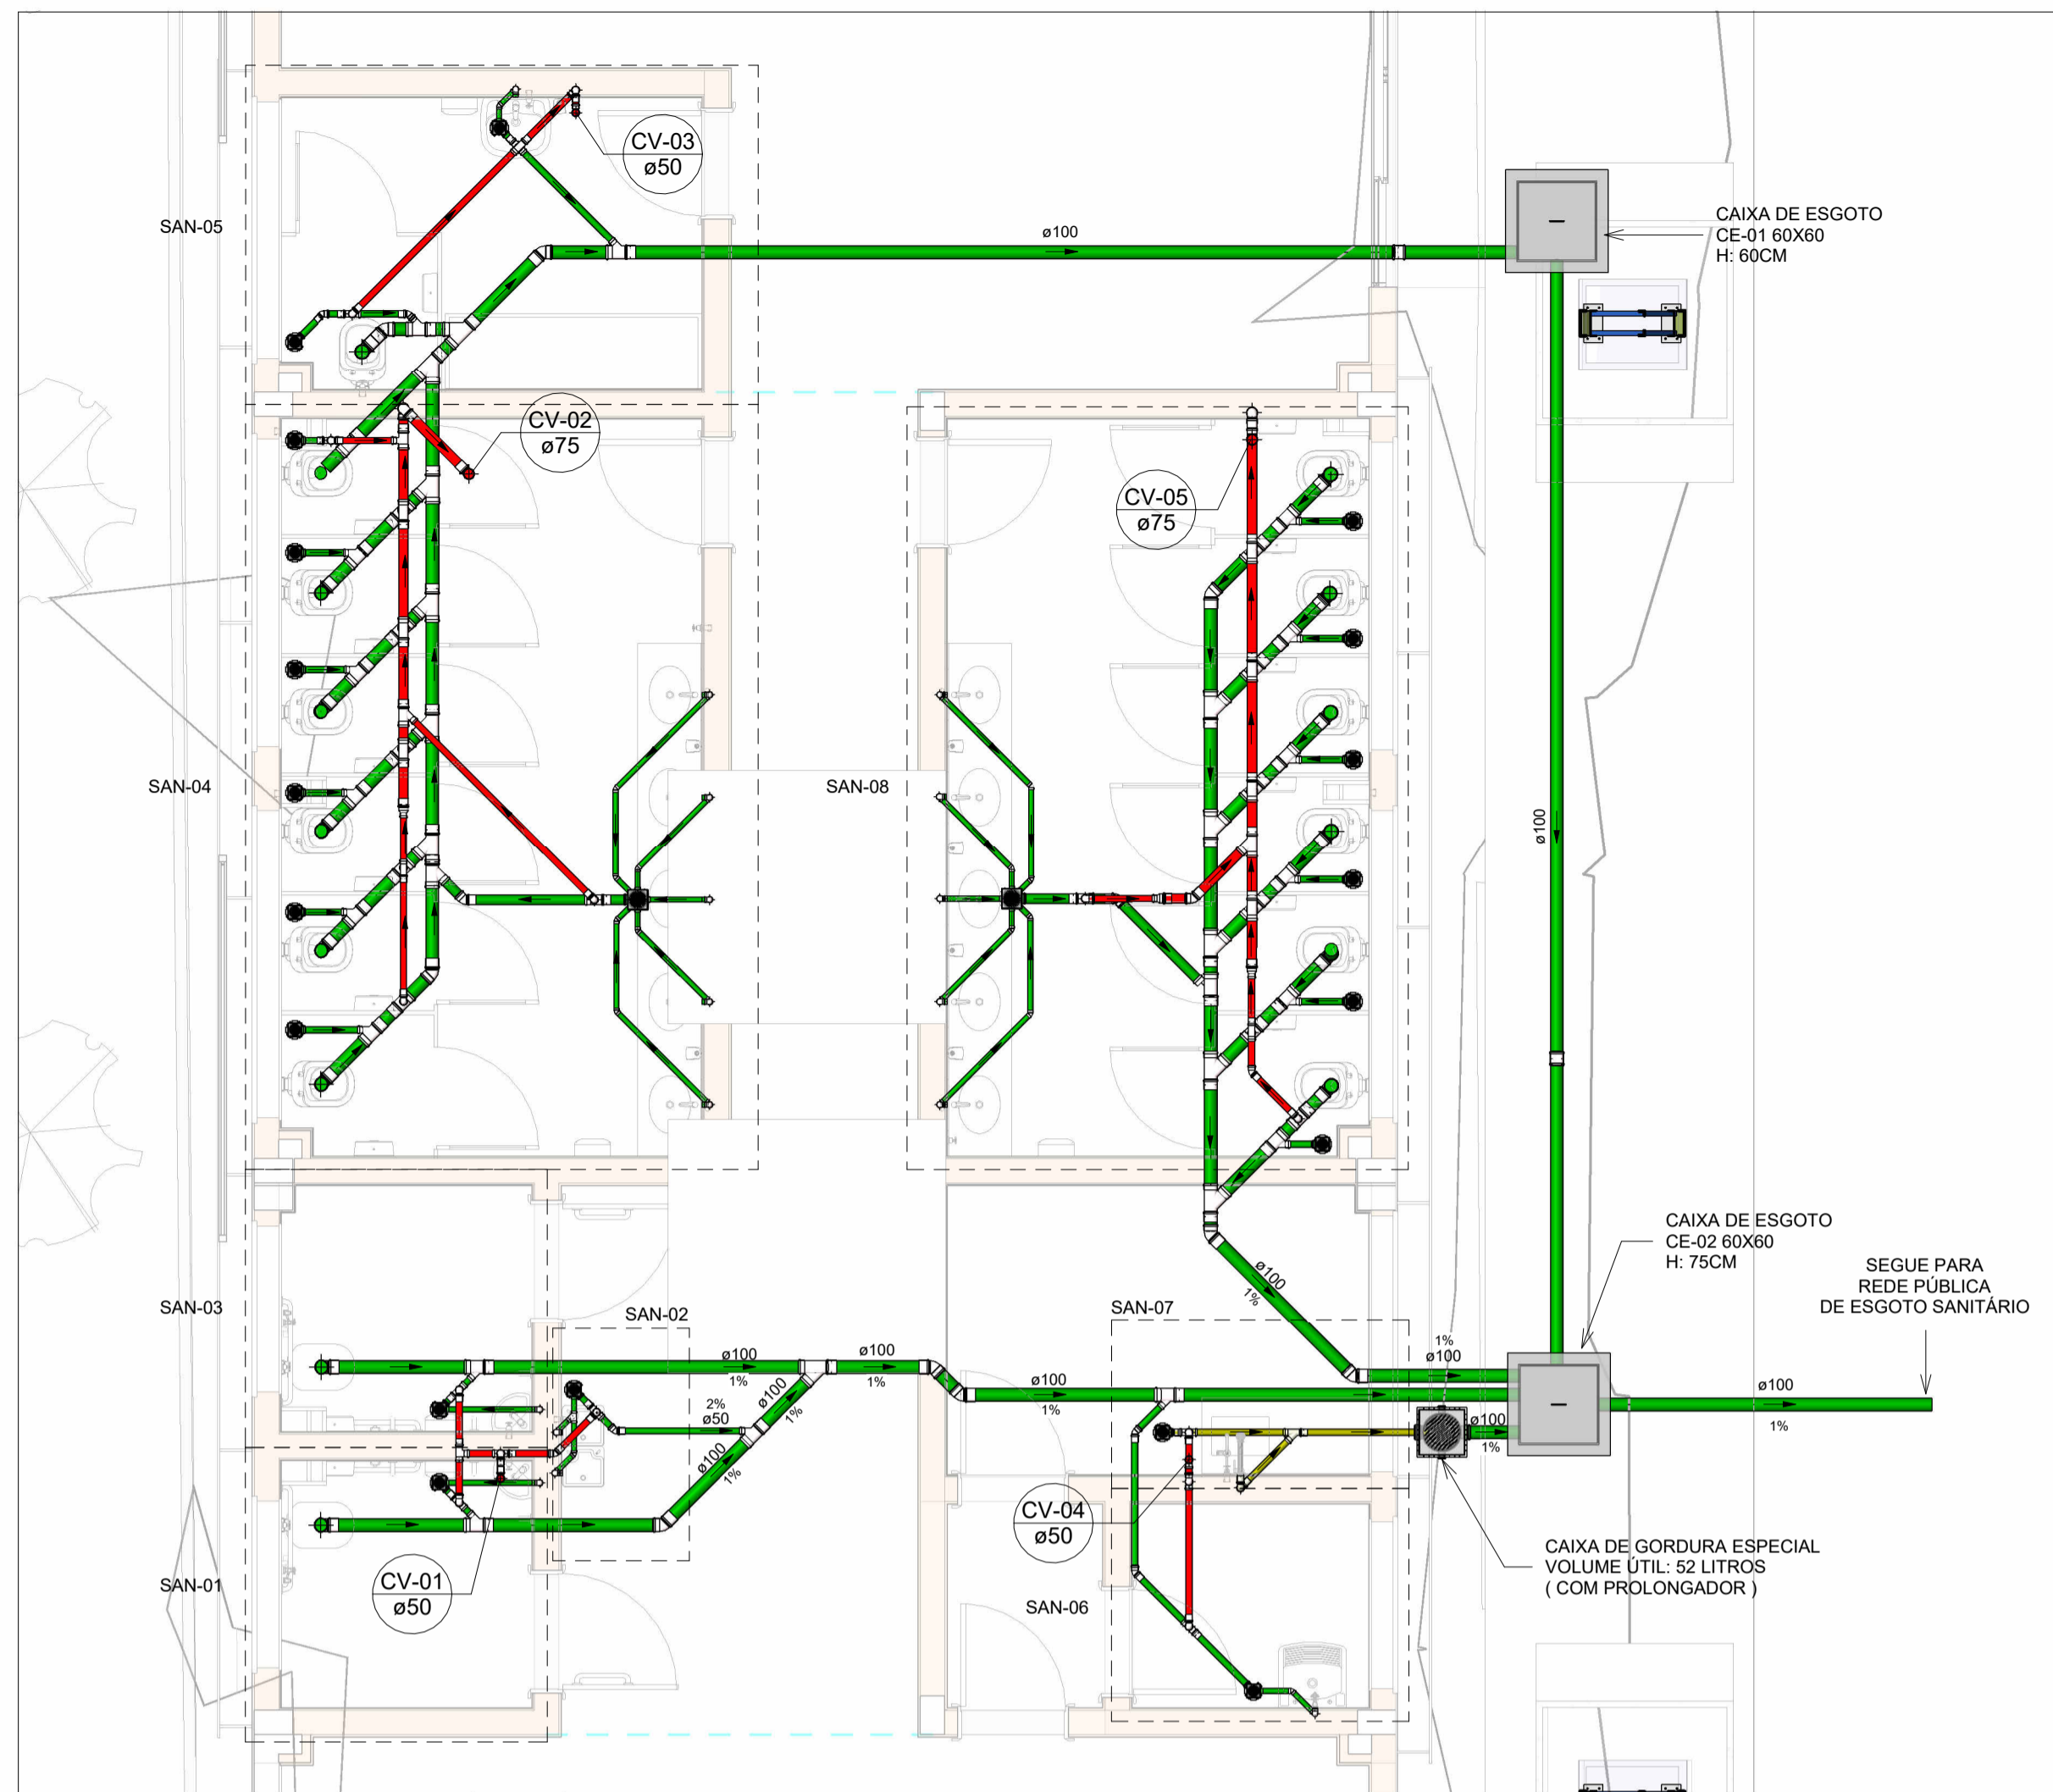 CV-03
ø50
SAN-05
ø100
CAIXA DE ESGOTO
CE-01 60X60
H: 60CM
CV-02
ø75
CV-05
ø75
SAN-04
SAN-08
ø100
CAIXA DE ESGOTO
CE-02 60X60
H: 75CM
SEGUE PARA
REDE PÚBLICA
DE ESGOTO SANITÁRIO
ø100
1%
SAN-03
SAN-02
SAN-07
ø100
1%
ø100
1%
1%
ø100
ø100
1%
ø100
1%
2%
ø50
ø100
1%
ø100
1%
ø100
1%
CV-04
ø50
CAIXA DE GORDURA ESPECIAL
VOLUME ÚTIL: 52 LITROS
( COM PROLONGADOR )
SAN-01
CV-01
ø50
SAN-06